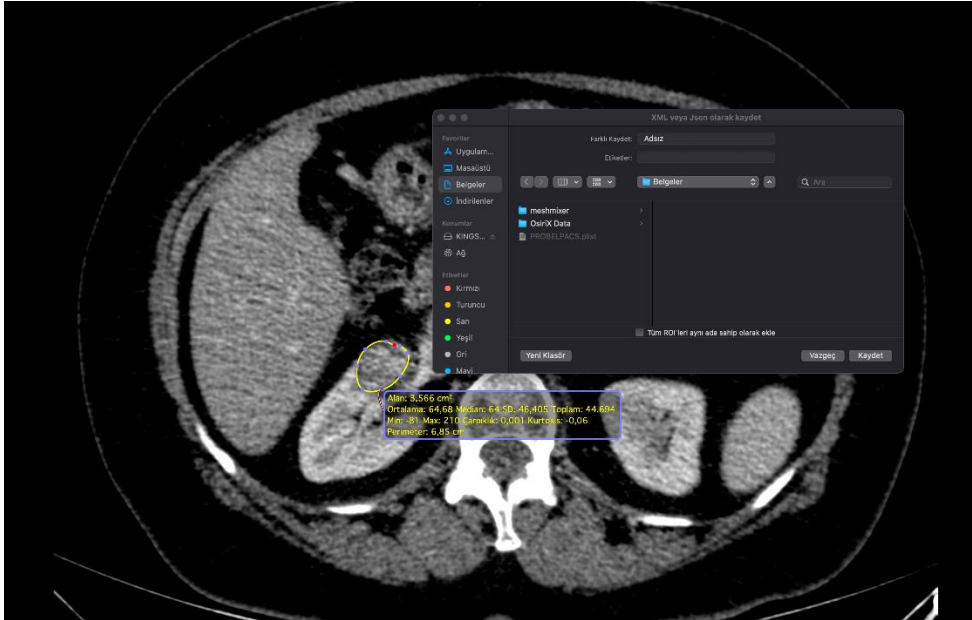 XML veya Json olarak kaydet
Farklı Kaydet: Adsız
Etiketler:
Belgeler
Ara
Favoriler
Uygulam...
Masaüstü
Belgeler
İndirilenler
Konumlar
KINGS...
Ağ
Etiketler
Kırmızı
Turuncu
Sarı
Yeşil
Gri
Mavi
meshmixer
OsiriX Data
PROBELPACS.plist
Tüm ROI'leri aynı ada sahip olarak ekle
Yeni Klasör
Vazgeç
Kaydet
Alan: 3,566 cm²
Ortalama: 64,68 Median: 64 SD: 46,405 Toplam: 44.694
Min: -81 Max: 210 Çarpıklık: 0,001 Kurtosis: -0,06
Perimeter: 6,85 cm